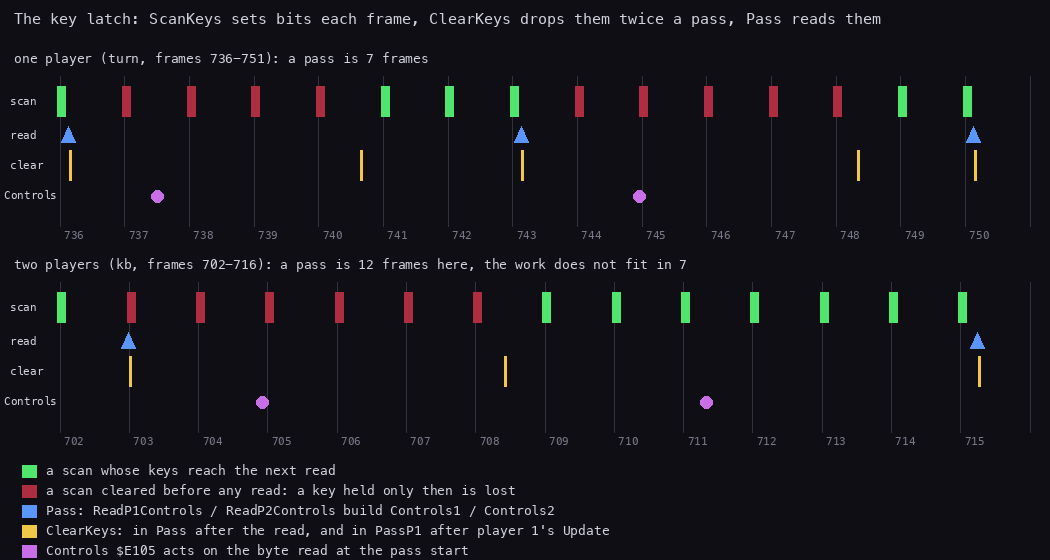 The key latch: ScanKeys sets bits each frame, ClearKeys drops them twice a pass, Pass reads them
one player (turn, frames 736−751): a pass is 7 frames
scan
read
clear
Controls
736 737 738 739 740 741 742 743 744 745 746 747 748 749 750
two players (kb, frames 702−716): a pass is 12 frames here, the work does not fit in 7
scan
read
clear
Controls
702 703 704 705 706 707 708 709 710 711 712 713 714 715
a scan whose keys reach the next read
a scan cleared before any read: a key held only then is lost
Pass: ReadP1Controls / ReadP2Controls build Controls1 / Controls2
ClearKeys: in Pass after the read, and in PassP1 after player 1's Update
Controls $E105 acts on the byte read at the pass start